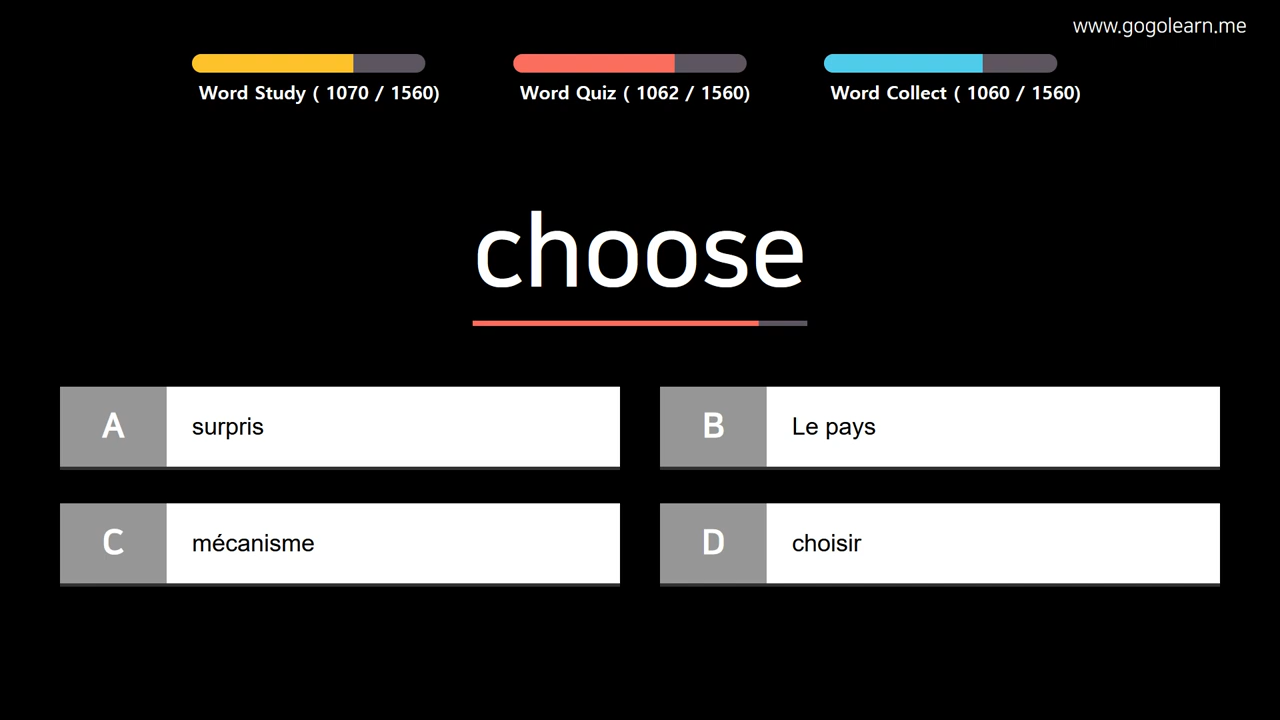 www.gogolearn.me
Word Study ( 1070 / 1560)
Word Quiz ( 1062 / 1560)
Word Collect ( 1060 / 1560)
choose
A surpris
B Le pays
C mécanisme
D choisir